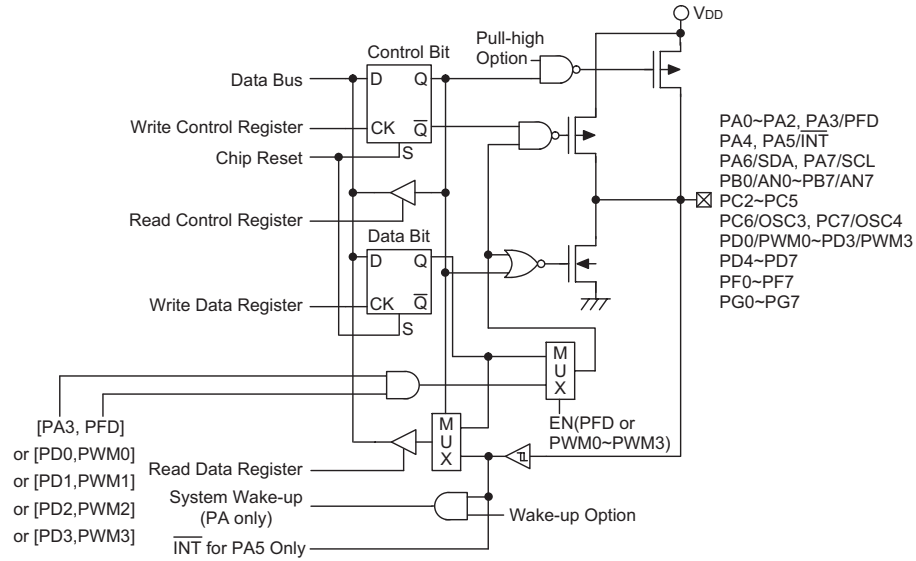 VDD
Pull-high
Option
Control Bit
Data Bus
D
Q
Write Control Register
CK
Q̅
Chip Reset
S
Read Control Register
Data Bit
D
Q
Write Data Register
CK
Q̅
S
PA0~PA2, PA3/PFD
PA4, PA5/I̅N̅T̅
PA6/SDA, PA7/SCL
PB0/AN0~PB7/AN7
PC2~PC5
PC6/OSC3, PC7/OSC4
PD0/PWM0~PD3/PWM3
PD4~PD7
PF0~PF7
PG0~PG7
M
U
X
EN(PFD or
PWM0~PWM3)
M
U
X
[PA3, PFD]
or [PD0,PWM0]
or [PD1,PWM1]
or [PD2,PWM2]
or [PD3,PWM3]
Read Data Register
System Wake-up
(PA only)
Wake-up Option
I̅N̅T̅ for PA5 Only